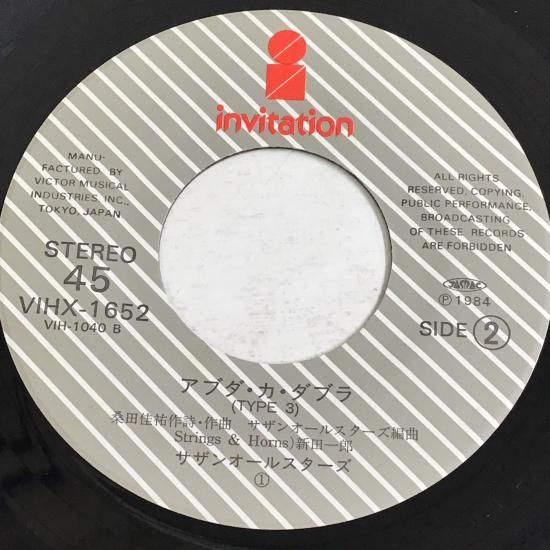 invitation
MANU-
FACTURED BY
VICTOR MUSICAL
INDUSTRIES, INC.,
TOKYO, JAPAN
ALL RIGHTS
RESERVED, COPYING,
PUBLIC PERFORMANCE,
BROADCASTING
OF THESE RECORDS
ARE FORBIDDEN
STEREO
45
VIHX-1652
VIH-1040 B
JASRAC
Ⓟ 1984
SIDE ②
アブダ・カ・ダブラ
(TYPE 3)
桑田佳祐作詩・作曲 サザンオールスターズ編曲
Strings & Horns)新田一郎
サザンオールスターズ
①